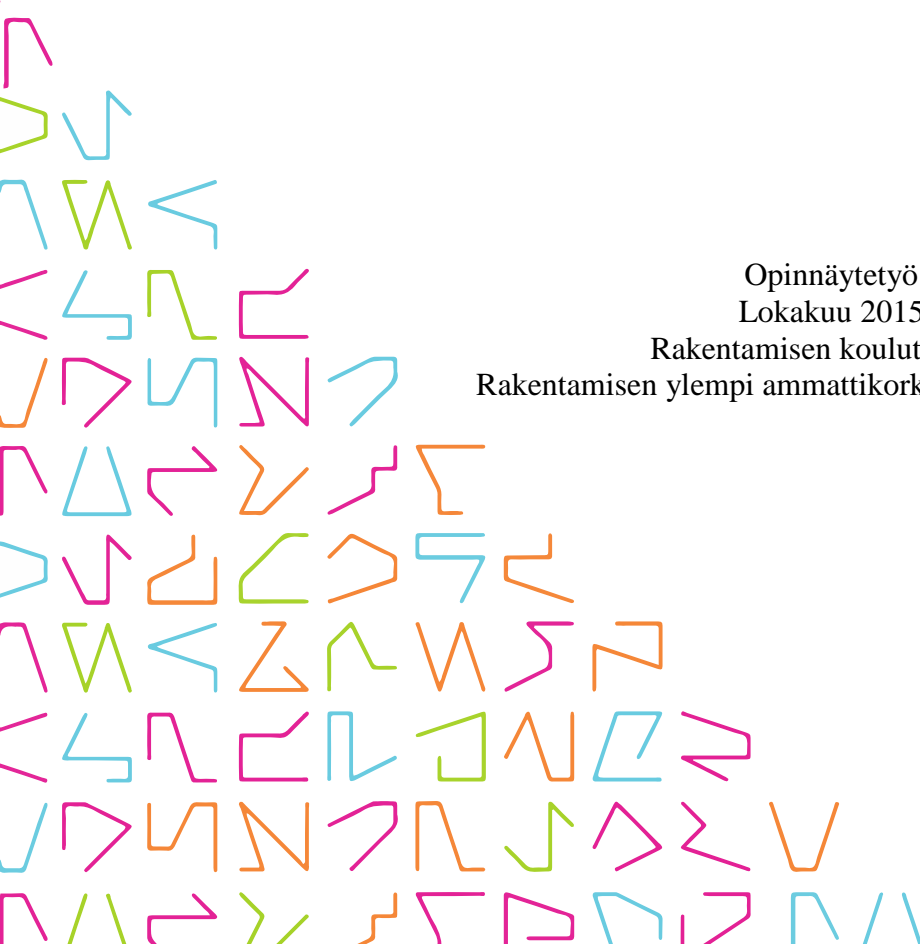 Opinnäytetyö
Lokakuu 2015
Rakentamisen koulut
Rakentamisen ylempi ammattikork